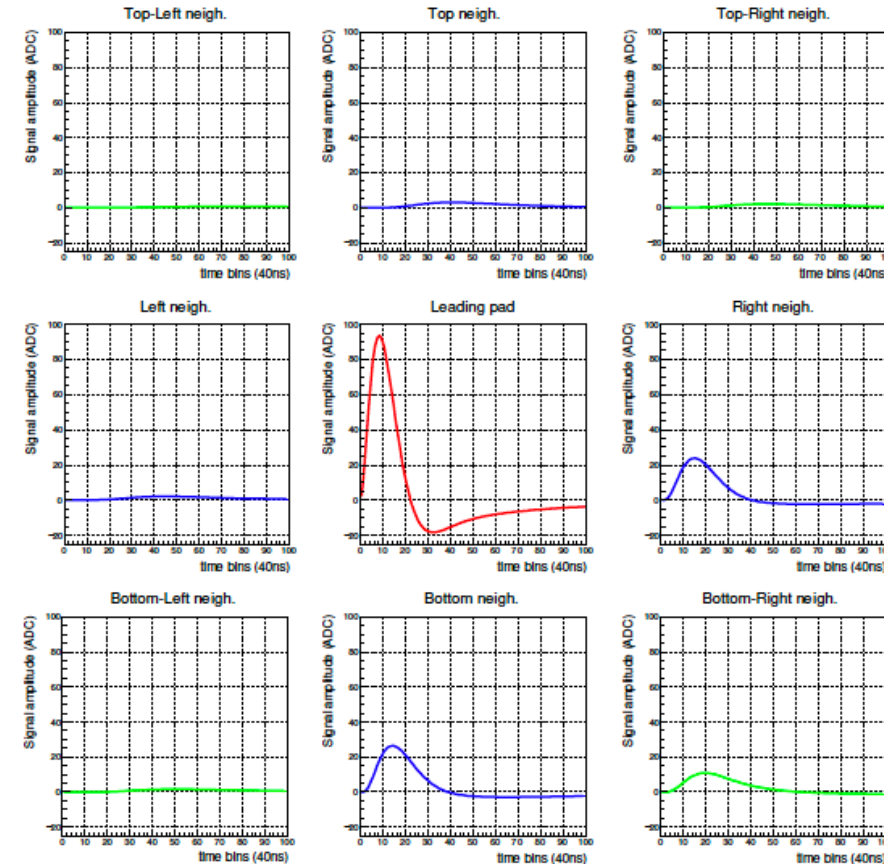 Top-Left neigh. Top neigh. Top-Right neigh.
Signal amplitude (ADC) Signal amplitude (ADC) Signal amplitude (ADC)
100 100 100
80 80 80
60 60 60
40 40 40
20 20 20
0 0 0
−20 −20 −20
0 10 20 30 40 50 60 70 80 90 100 0 10 20 30 40 50 60 70 80 90 100 0 10 20 30 40 50 60 70 80 90
time bins (40ns) time bins (40ns) time bins (40ns
Left neigh. Leading pad Right neigh.
Signal amplitude (ADC) Signal amplitude (ADC) Signal amplitude (ADC)
100 100 100
80 80 80
60 60 60
40 40 40
20 20 20
0 0 0
−20 −20 −20
0 10 20 30 40 50 60 70 80 90 100 0 10 20 30 40 50 60 70 80 90 100 0 10 20 30 40 50 60 70 80 90
time bins (40ns) time bins (40ns) time bins (40ns
Bottom-Left neigh. Bottom neigh. Bottom-Right neigh.
Signal amplitude (ADC) Signal amplitude (ADC) Signal amplitude (ADC)
100 100 100
80 80 80
60 60 60
40 40 40
20 20 20
0 0 0
−20 −20 −20
0 10 20 30 40 50 60 70 80 90 100 0 10 20 30 40 50 60 70 80 90 100 0 10 20 30 40 50 60 70 80 90
time bins (40ns) time bins (40ns) time bins (40ns